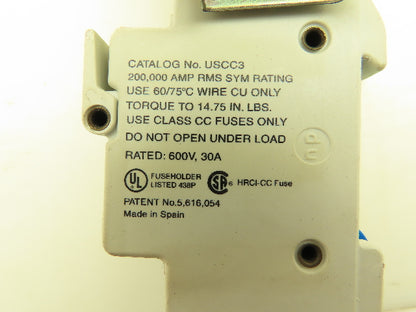 CATALOG No. USCC3
200,000 AMP RMS SYM RATING
USE 60/75°C WIRE CU ONLY
TORQUE TO 14.75 IN. LBS.
USE CLASS CC FUSES ONLY
DO NOT OPEN UNDER LOAD
RATED: 600V, 30A
UL FUSEHOLDER LISTED 438P SA ® HRCI-CC Fuse
PATENT No.5,616,054
Made in Spain